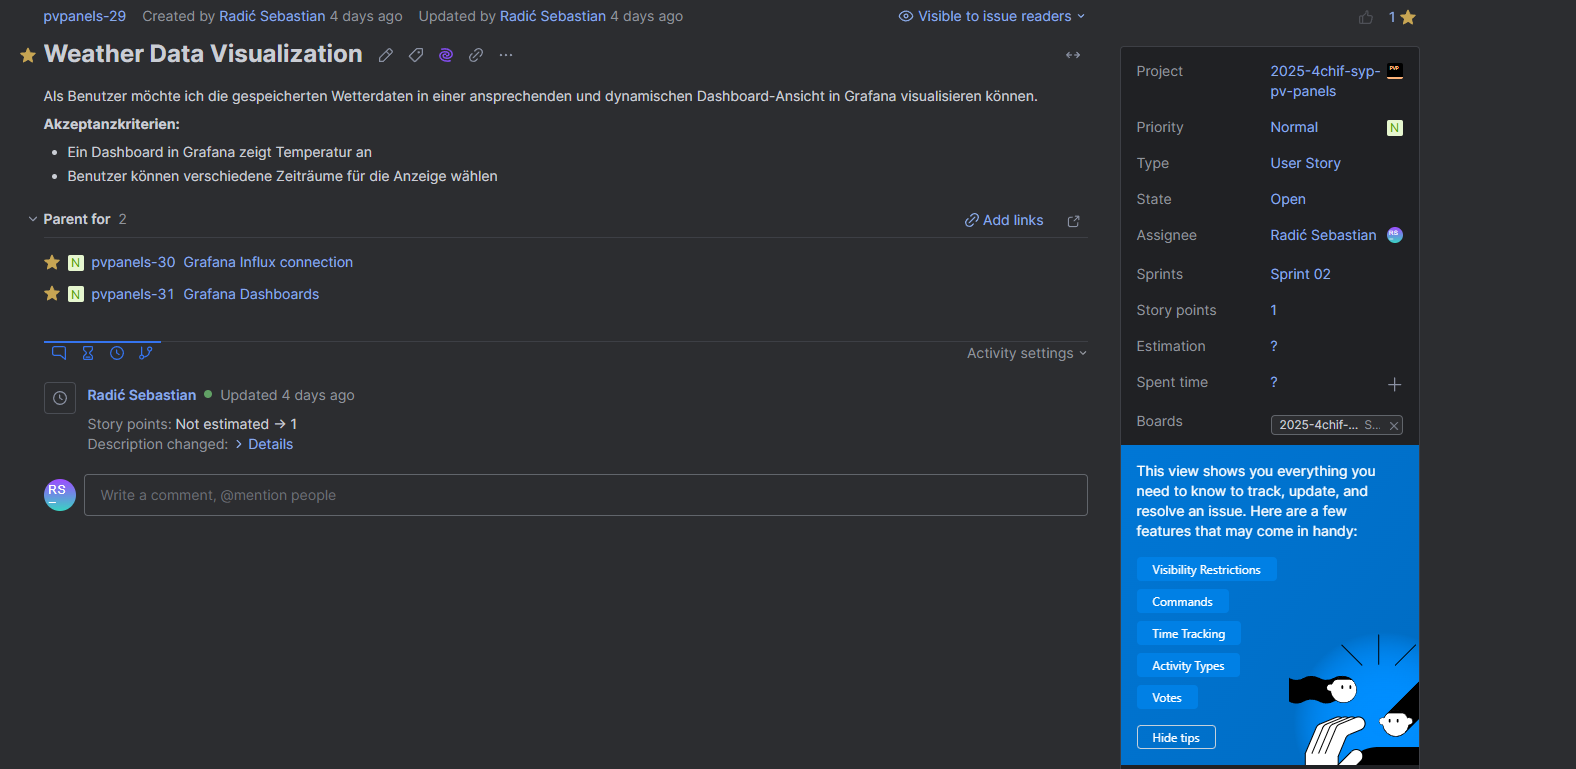 pvpanels-29 Created by Radić Sebastian 4 days ago Updated by Radić Sebastian 4 days ago Visible to issue readers 1
Weather Data Visualization
Als Benutzer möchte ich die gespeicherten Wetterdaten in einer ansprechenden und dynamischen Dashboard-Ansicht in Grafana visualisieren können.
Akzeptanzkriterien:
• Ein Dashboard in Grafana zeigt Temperatur an
• Benutzer können verschiedene Zeiträume für die Anzeige wählen
Parent for 2 Add links
N pvpanels-30 Grafana Influx connection
N pvpanels-31 Grafana Dashboards
Activity settings
Radić Sebastian Updated 4 days ago
Story points: Not estimated → 1
Description changed: > Details
RS
Write a comment, @mention people
Project 2025-4chif-syp-
pv-panels
PVP
Priority Normal N
Type User Story
State Open
Assignee Radić Sebastian RS
Sprints Sprint 02
Story points 1
Estimation ?
Spent time ?
Boards 2025-4chif-... S...
This view shows you everything you
need to know to track, update, and
resolve an issue. Here are a few
features that may come in handy:
Visibility Restrictions
Commands
Time Tracking
Activity Types
Votes
Hide tips